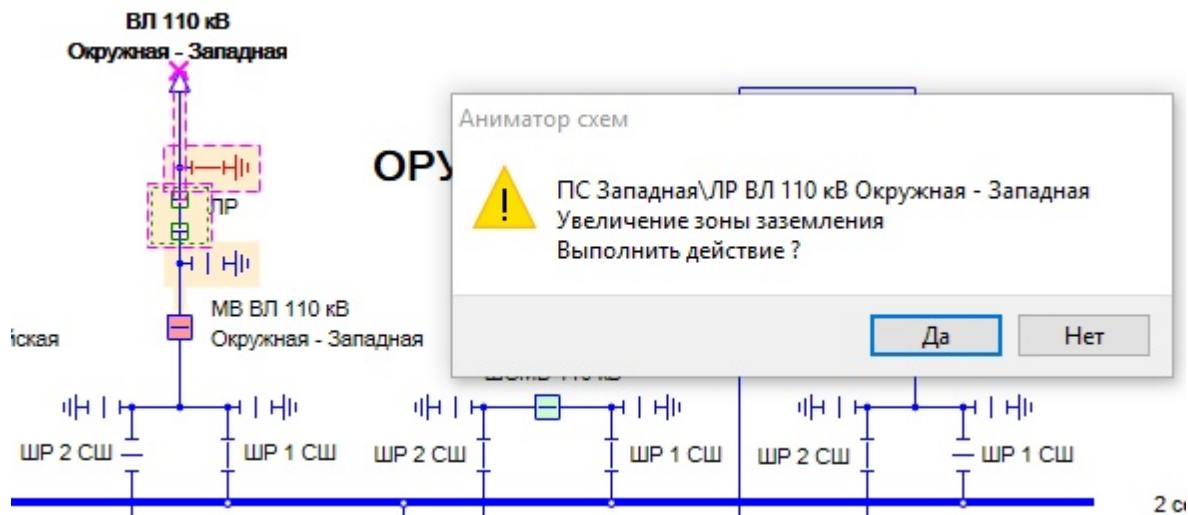 ВЛ 110 кВ
Окружная - Западная
ОРУ
ЛР
МВ ВЛ 110 кВ
Окружная - Западная
Аниматор схем
ПС Западная\ЛР ВЛ 110 кВ Окружная - Западная
Увеличение зоны заземления
Выполнить действие ?
Да
Нет
ШР 2 СШ
ШР 1 СШ
ШР 2 СШ
ШР 1 СШ
ШР 2 СШ
ШР 1 СШ